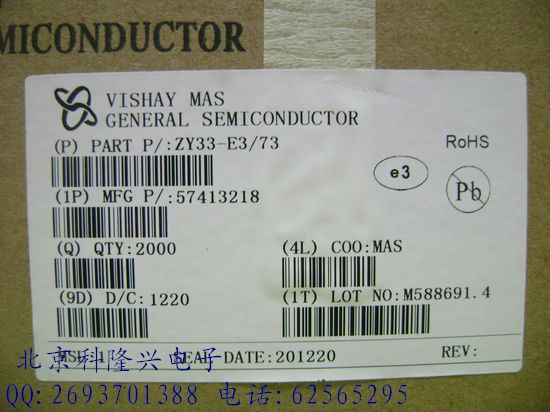 MICONDUCTOR
VISHAY MAS
GENERAL SEMICONDUCTOR
(P) PART P/:ZY33-E3/73
RoHS
e3
Pb
(1P) MFG P/:57413218
(Q) QTY:2000
(4L) COO:MAS
(9D) D/C:1220
(1T) LOT NO:M588691.4
SEAL DATE:201220
REV:
北京科隆兴电子
QQ:2693701388 电话:62565295